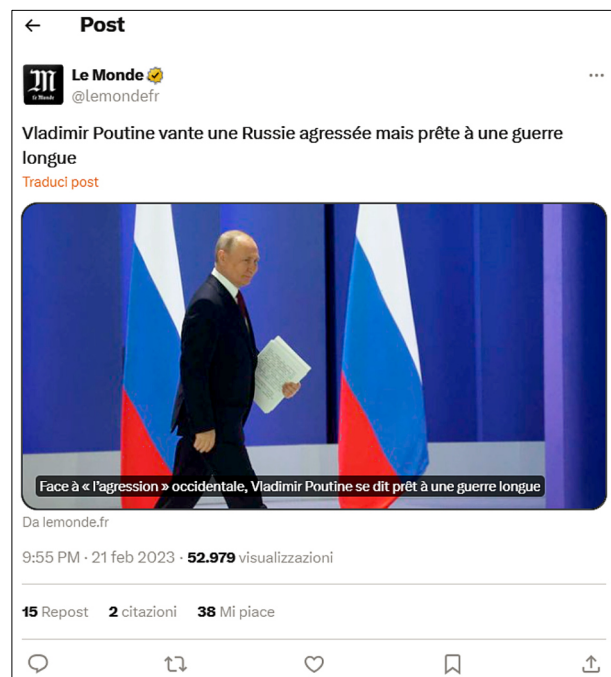 Post
Le Monde
@lemondefr
Vladimir Poutine vante une Russie agressée mais prête à une guerre
longue
Traduci post
Face à « l'agression » occidentale, Vladimir Poutine se dit prêt à une guerre longue
Da lemonde.fr
9:55 PM · 21 feb 2023 · 52.979 visualizzazioni
15 Repost 2 citazioni 38 Mi piace